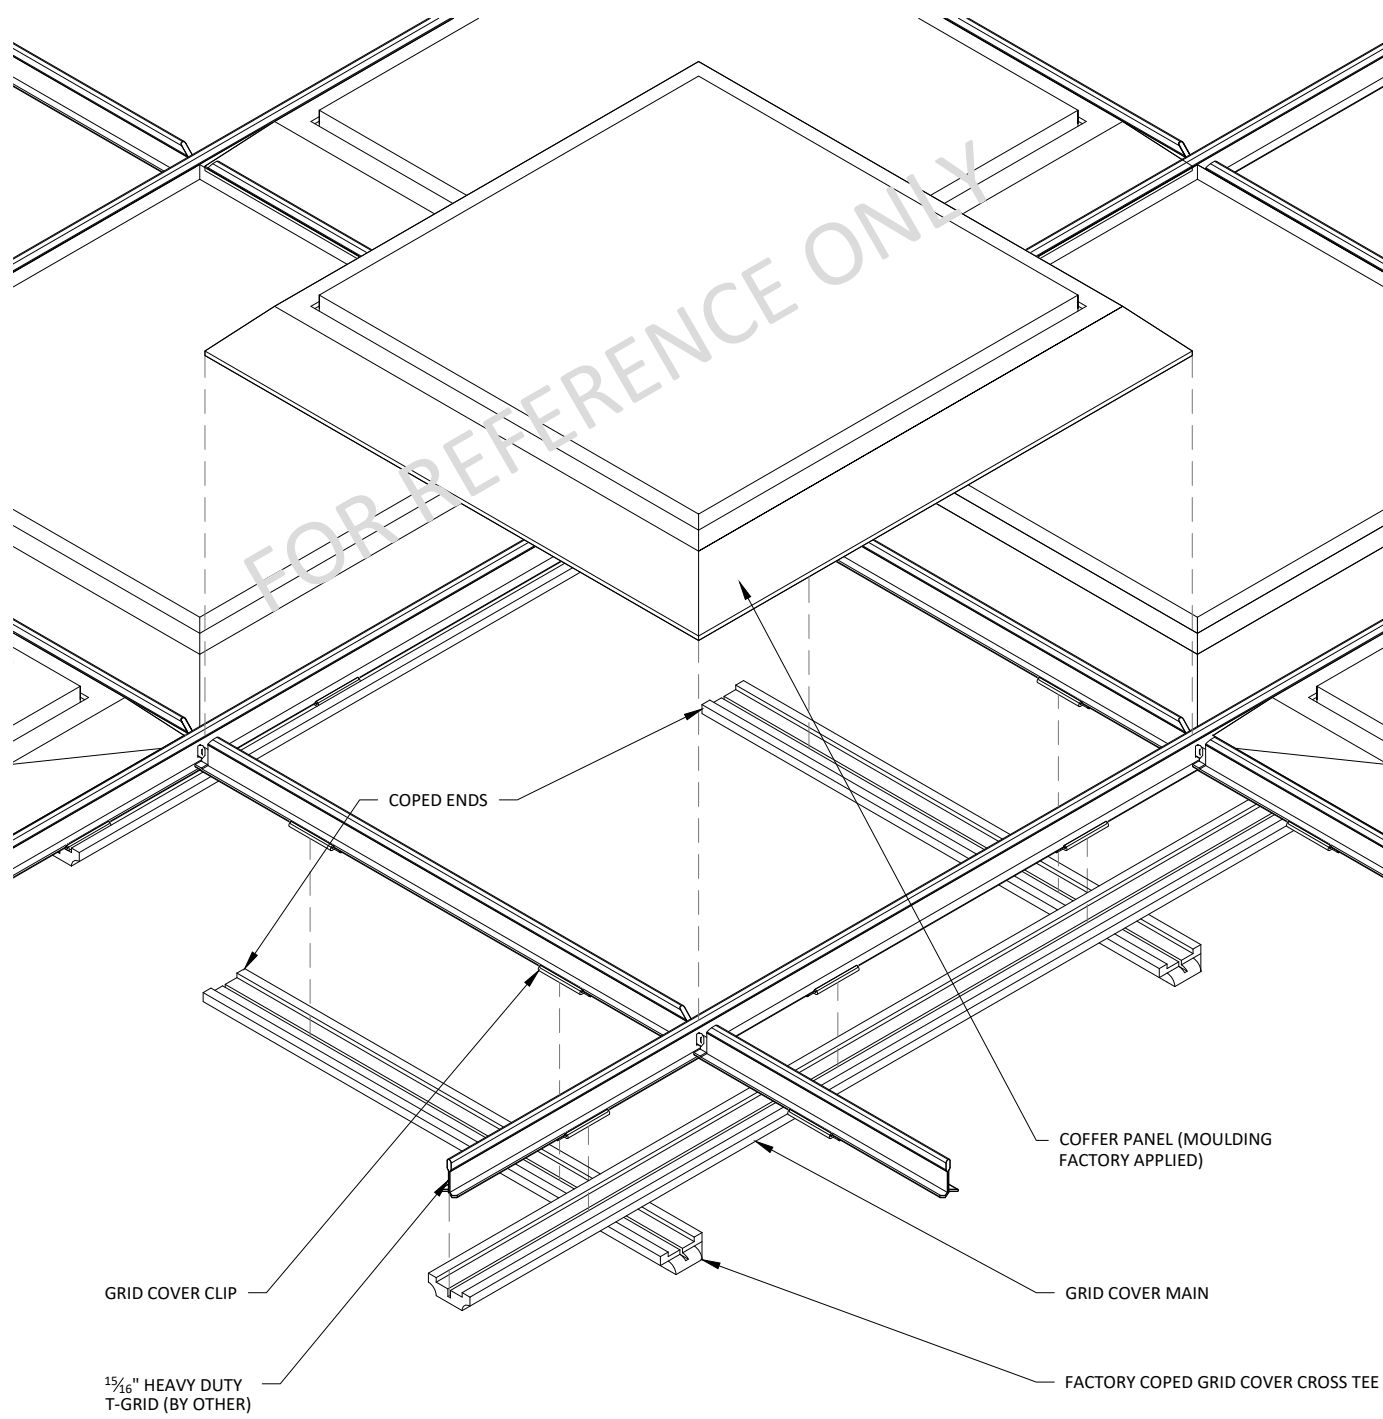 FOR REFERENCE ONLY
COPED ENDS
COFFER PANEL (MOULDING
FACTORY APPLIED)
GRID COVER CLIP
GRID COVER MAIN
15/16" HEAVY DUTY
T-GRID (BY OTHER)
FACTORY COPED GRID COVER CROSS TEE